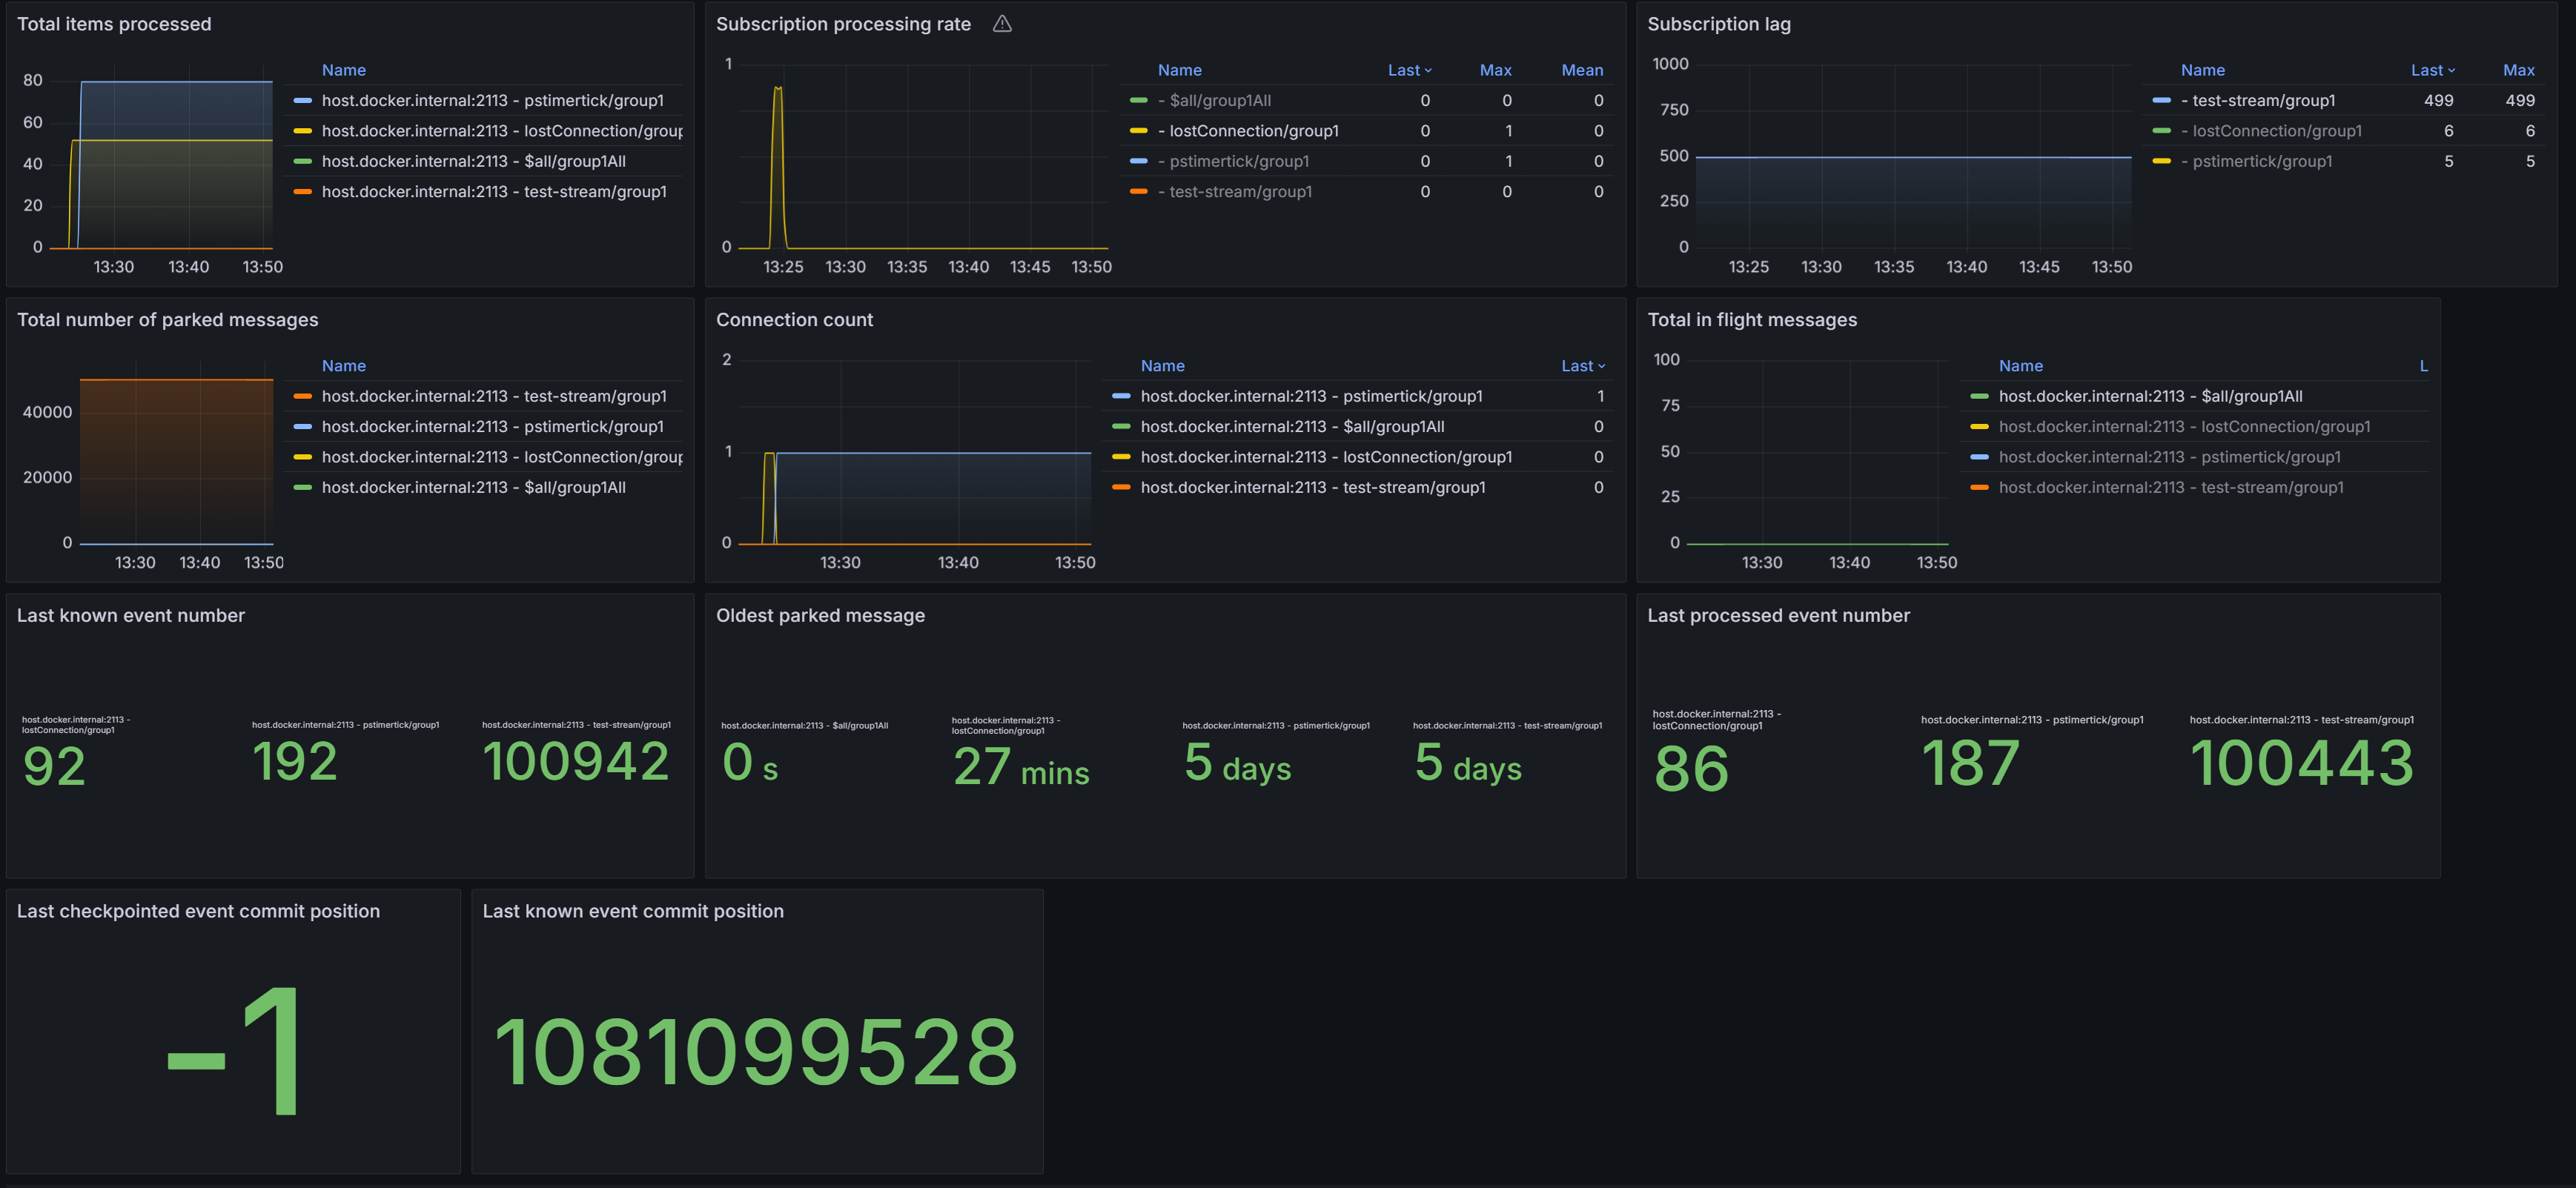 Total items processed
80
60
40
20
0
13:30 13:40 13:50
Name
host.docker.internal:2113 - pstimertick/group1
host.docker.internal:2113 - lostConnection/group
host.docker.internal:2113 - $all/group1All
host.docker.internal:2113 - test-stream/group1
Subscription processing rate
1
0
13:25 13:30 13:35 13:40 13:45 13:50
Name Last Max Mean
- $all/group1All 0 0 0
- lostConnection/group1 0 1 0
- pstimertick/group1 0 1 0
- test-stream/group1 0 0 0
Subscription lag
1000
750
500
250
0
13:25 13:30 13:35 13:40 13:45 13:50
Name Last Max
- test-stream/group1 499 499
- lostConnection/group1 6 6
- pstimertick/group1 5 5
Total number of parked messages
40000
20000
0
13:30 13:40 13:50
Name
host.docker.internal:2113 - test-stream/group1
host.docker.internal:2113 - pstimertick/group1
host.docker.internal:2113 - lostConnection/group
host.docker.internal:2113 - $all/group1All
Connection count
2
1
0
13:30 13:40 13:50
Name Last
host.docker.internal:2113 - pstimertick/group1 1
host.docker.internal:2113 - $all/group1All 0
host.docker.internal:2113 - lostConnection/group1 0
host.docker.internal:2113 - test-stream/group1 0
Total in flight messages
100
75
50
25
0
13:30 13:40 13:50
Name L
host.docker.internal:2113 - $all/group1All
host.docker.internal:2113 - lostConnection/group1
host.docker.internal:2113 - pstimertick/group1
host.docker.internal:2113 - test-stream/group1
Last known event number
host.docker.internal:2113 -
lostConnection/group1
92
host.docker.internal:2113 - pstimertick/group1
192
host.docker.internal:2113 - test-stream/group1
100942
Oldest parked message
host.docker.internal:2113 - $all/group1All
0 s
host.docker.internal:2113 -
lostConnection/group1
27 mins
host.docker.internal:2113 - pstimertick/group1
5 days
host.docker.internal:2113 - test-stream/group1
5 days
Last processed event number
host.docker.internal:2113 -
lostConnection/group1
86
host.docker.internal:2113 - pstimertick/group1
187
host.docker.internal:2113 - test-stream/group1
100443
Last checkpointed event commit position
-1
Last known event commit position
1081099528